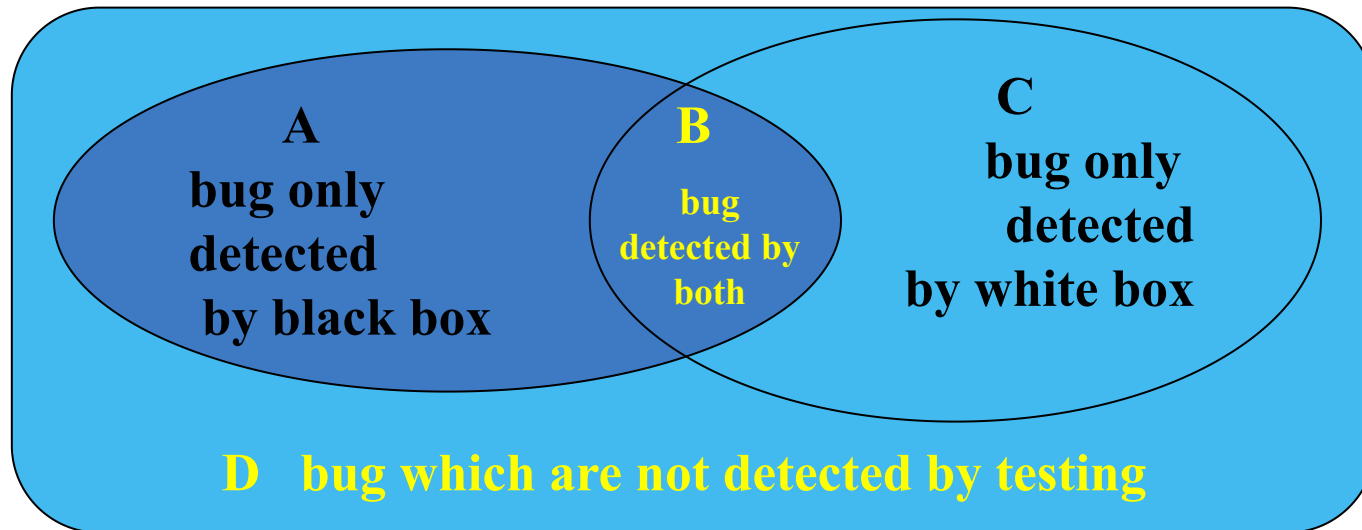 A
bug only
detected
by black box
B
bug
detected by
both
C
bug only
detected
by white box
D bug which are not detected by testing